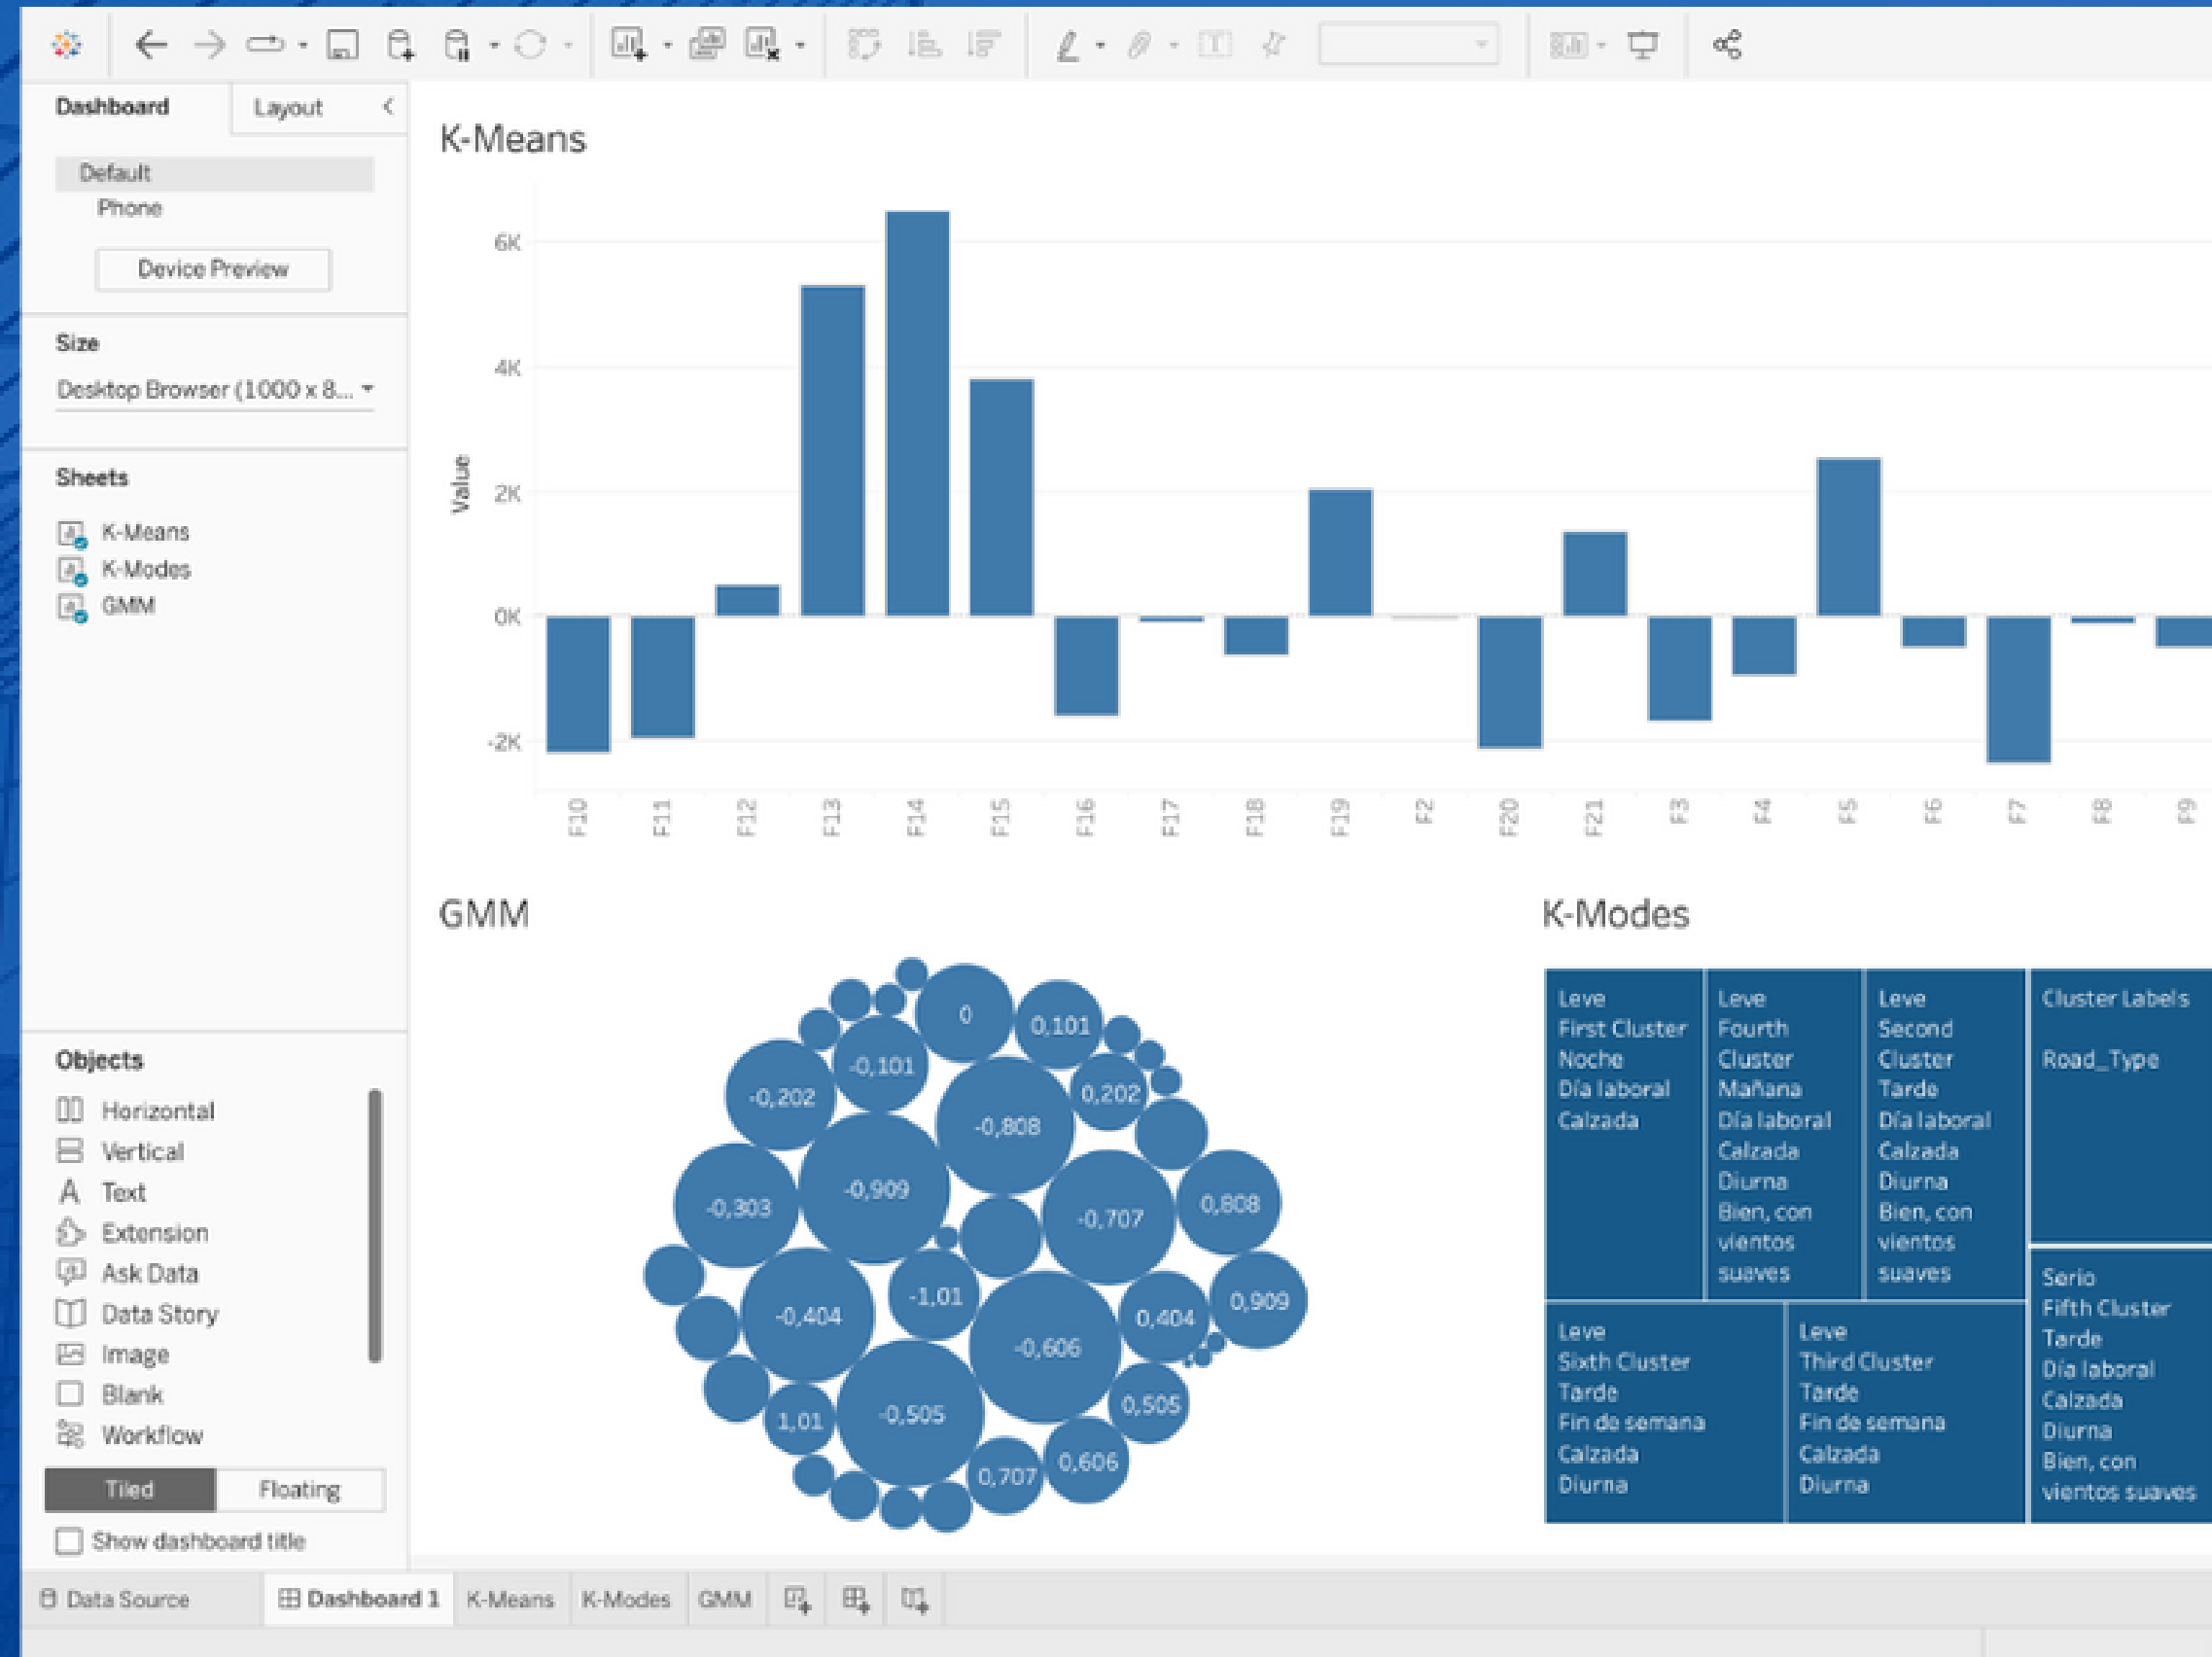 Dashboard
Layout
Default
Phone
Device Preview
Size
Desktop Browser (1000 x 8...
Sheets
K-Means
K-Modes
GMM
Objects
Horizontal
Vertical
Text
Extension
Ask Data
Data Story
Image
Blank
Workflow
Tiled
Floating
Show dashboard title
K-Means
Value
6K
4K
2K
0K
-2K
F10
F11
F12
F13
F14
F15
F16
F17
F18
F19
F2
F20
F21
F3
F4
F5
F6
F7
F8
F9
GMM
0
0,101
-0,101
-0,202
0,202
-0,808
-0,909
-0,303
-0,707
0,808
-1,01
-0,404
0,404
0,909
-0,606
-0,505
0,505
1,01
0,606
0,707
K-Modes
Leve
First Cluster
Noche
Día laboral
Calzada
Leve
Fourth
Cluster
Mañana
Día laboral
Calzada
Diurna
Bien, con
vientos
suaves
Leve
Second
Cluster
Tarde
Día laboral
Calzada
Diurna
Bien, con
vientos
suaves
Cluster Labels
Road_Type
Leve
Sixth Cluster
Tarde
Fin de semana
Calzada
Diurna
Leve
Third Cluster
Tarde
Fin de semana
Calzada
Diurna
Serio
Fifth Cluster
Tarde
Día laboral
Calzada
Diurna
Bien, con
vientos suaves
Data Source
Dashboard 1
K-Means
K-Modes
GMM